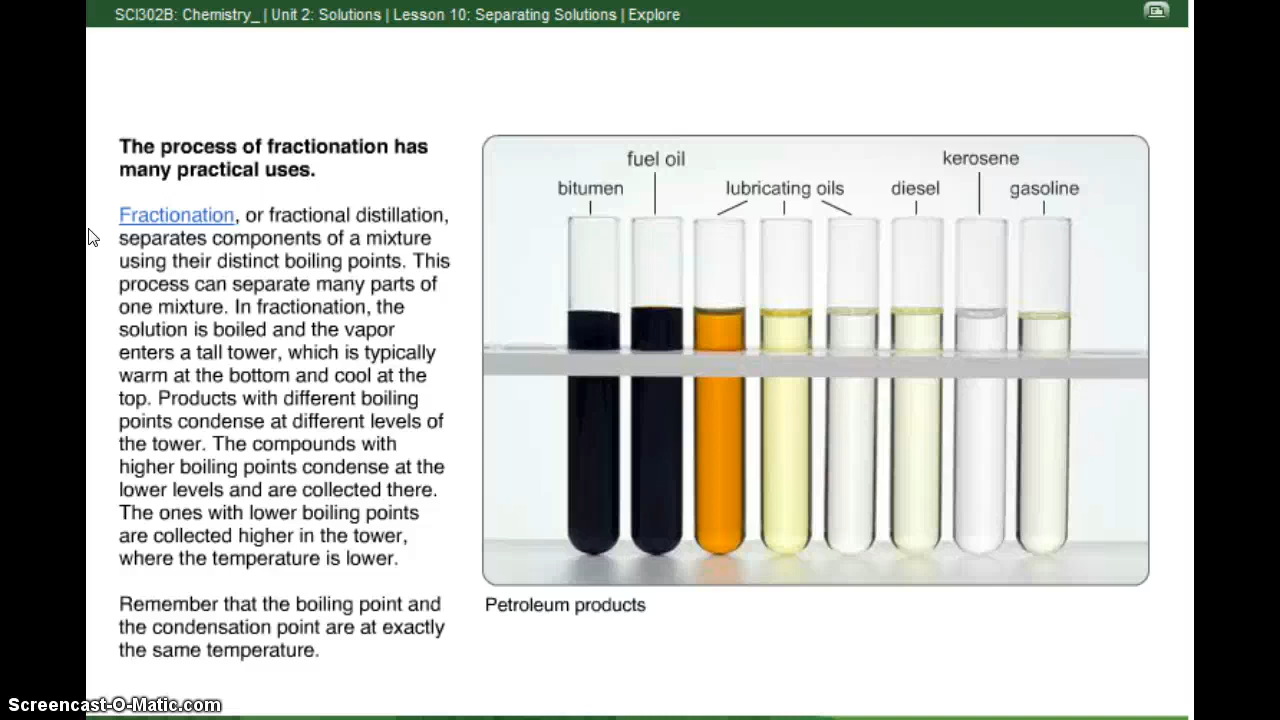 SCI302B: Chemistry_ | Unit 2: Solutions | Lesson 10: Separating Solutions | Explore
The process of fractionation has
many practical uses.
Fractionation, or fractional distillation,
separates components of a mixture
using their distinct boiling points. This
process can separate many parts of
one mixture. In fractionation, the
solution is boiled and the vapor
enters a tall tower, which is typically
warm at the bottom and cool at the
top. Products with different boiling
points condense at different levels of
the tower. The compounds with
higher boiling points condense at the
lower levels and are collected there.
The ones with lower boiling points
are collected higher in the tower,
where the temperature is lower.
Remember that the boiling point and
the condensation point are at exactly
the same temperature.
fuel oil
kerosene
bitumen
lubricating oils
diesel
gasoline
Petroleum products
Screencast-O-Matic.com